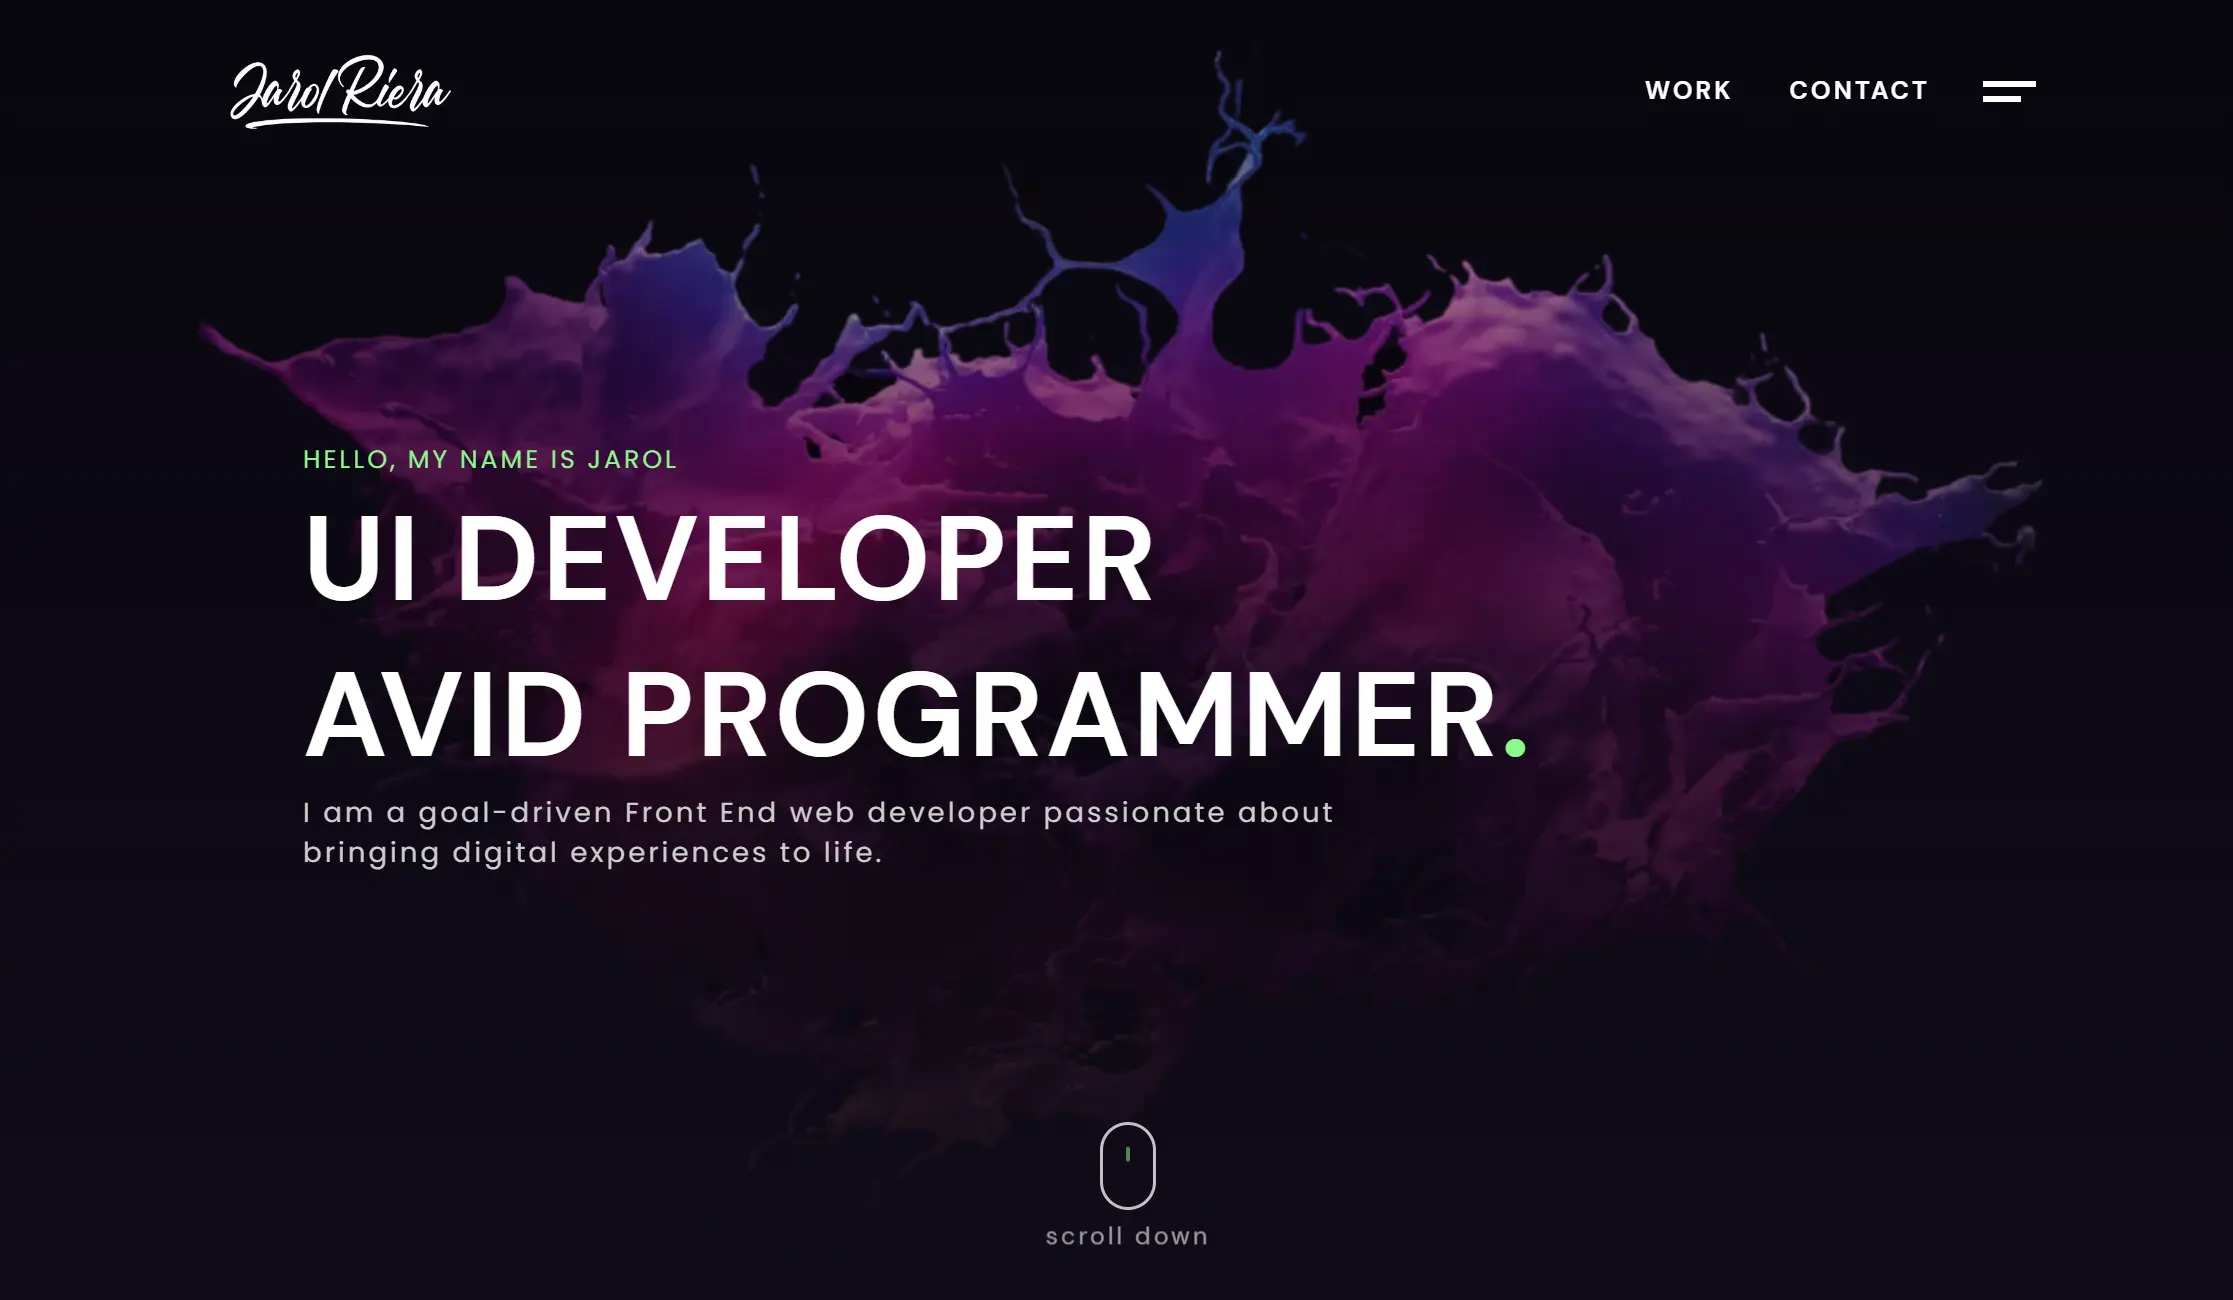 Jarol Riera
WORK CONTACT
HELLO, MY NAME IS JAROL
UI DEVELOPER
AVID PROGRAMMER.
I am a goal-driven Front End web developer passionate about
bringing digital experiences to life.
scroll down